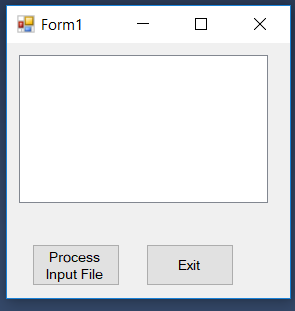 Form1
Process
Input File
Exit